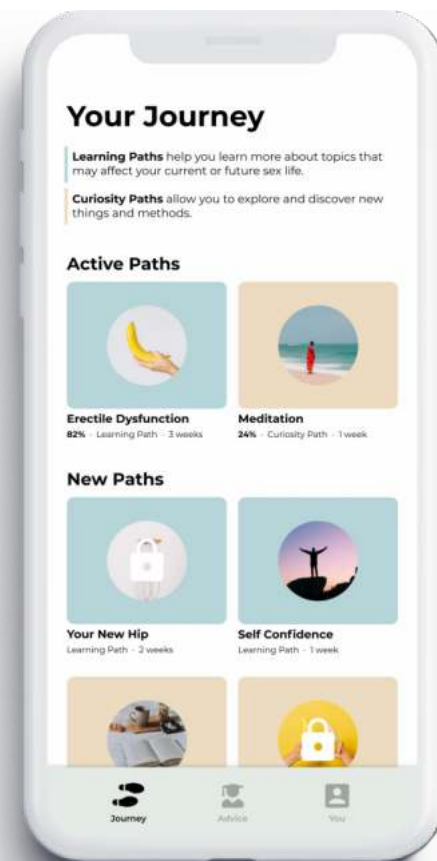 Your Journey
Learning Paths help you learn more about topics that
may affect your current or future sex life.
Curiosity Paths allow you to explore and discover new
things and methods.
Active Paths
Erectile Dysfunction
82% · Learning Path · 3 weeks
Meditation
24% · Curiosity Path · 1 week
New Paths
Your New Hip
Learning Path · 2 weeks
Self Confidence
Learning Path · 1 week
Journey
Advice
You